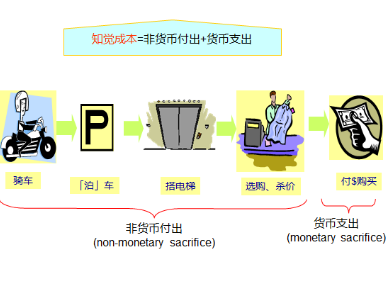 知觉成本=非货币付出+货币支出
P
骑车
「泊」车
搭电梯
选购、杀价
付$购买
非货币付出
(non-monetary sacrifice)
货币支出
(monetary sacrifice)